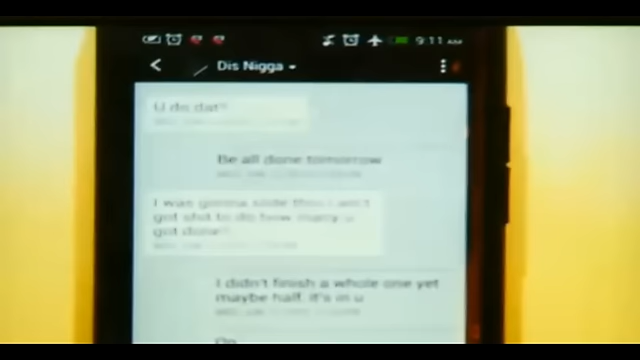 9:11 AM
Dis Nigga
U do dat?
Be all done tomorrow
I was gonna slide thru I ain't
got shit to do how many u
got done?
I didn't finish a whole one yet
maybe half. It's in u